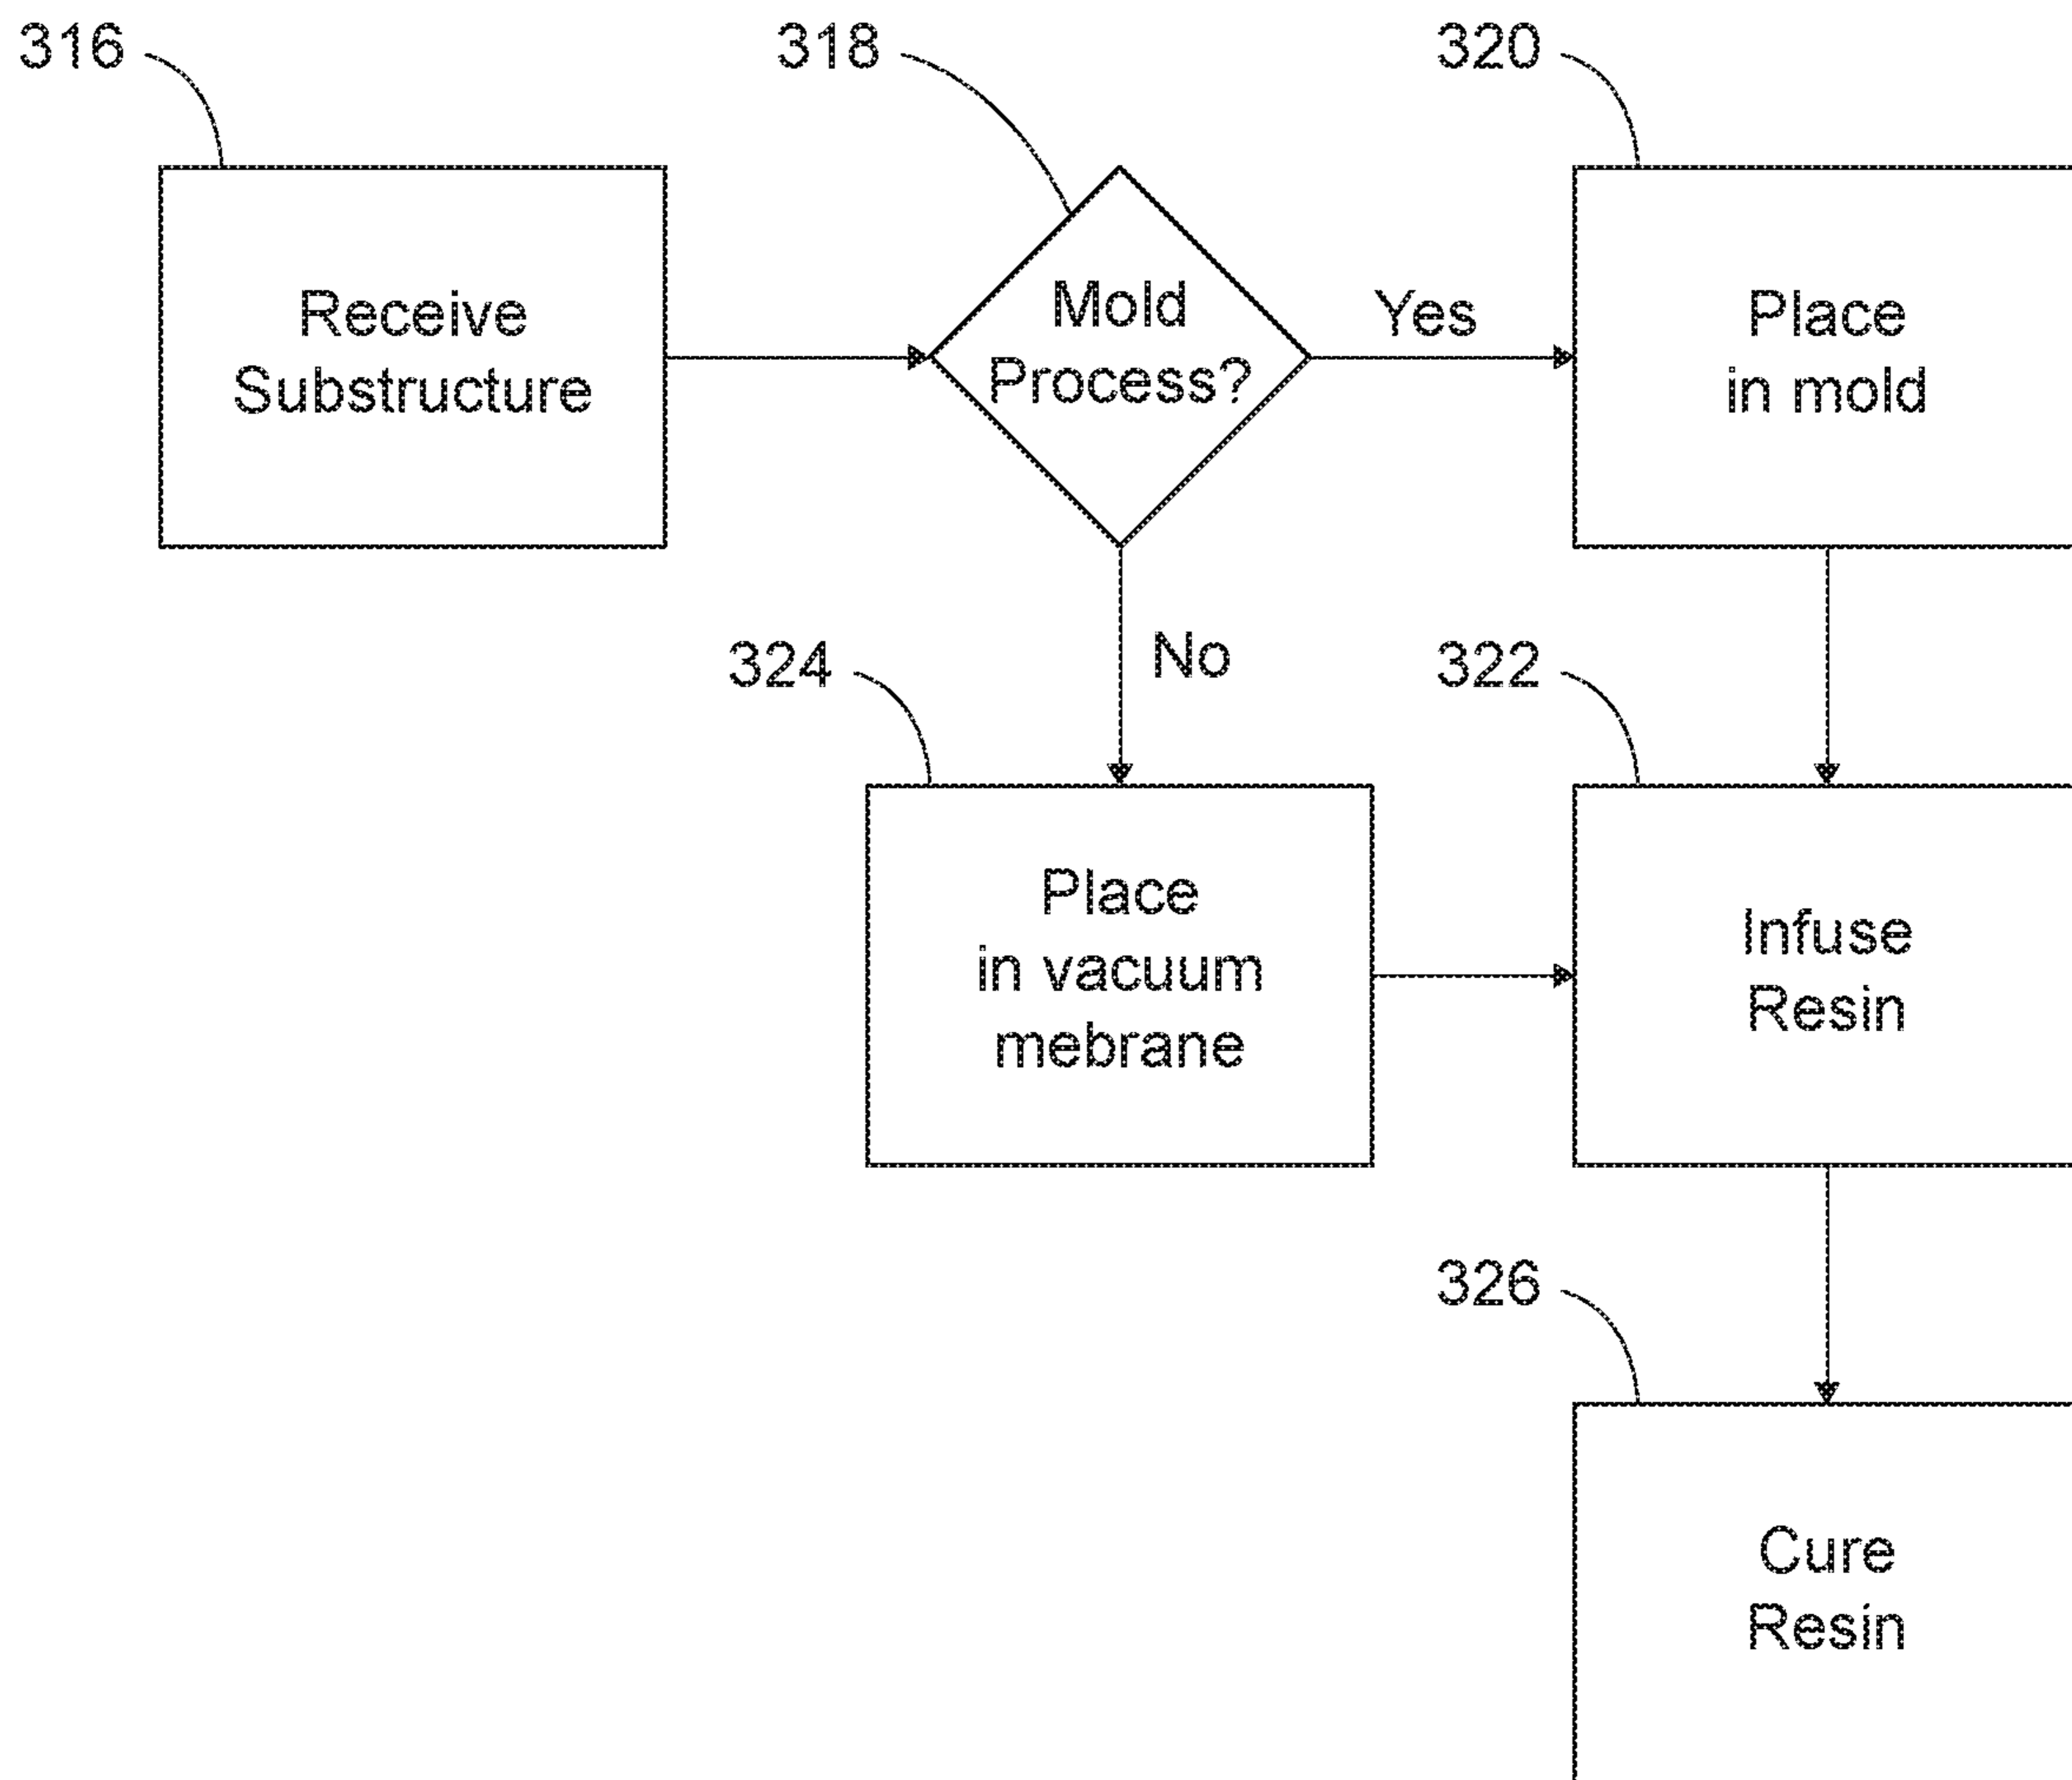 316
318
320
Receive
Substructure
Mold
Process?
Yes
Place
in mold
No
324
322
Place
in vacuum
mebrane
Infuse
Resin
326
Cure
Resin